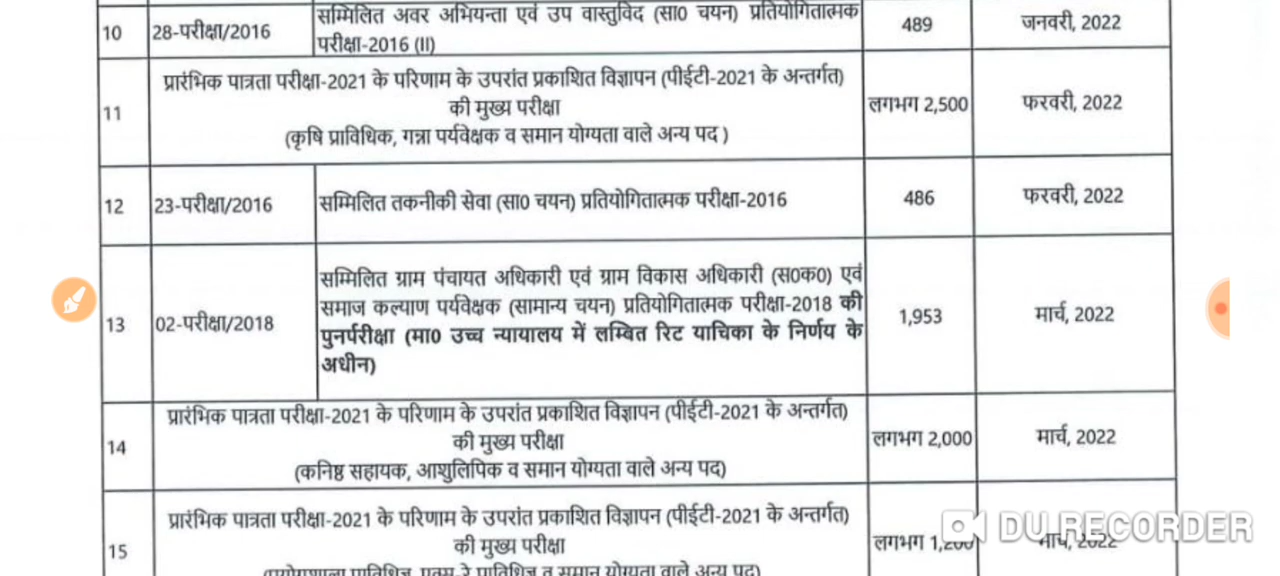 10 28-परीक्षा/2016 सम्मिलित अवर अभियन्ता एवं उप वास्तुविद (सा0 चयन) प्रतियोगितात्मक 489 जनवरी, 2022
परीक्षा-2016 (II)
प्रारंभिक पात्रता परीक्षा-2021 के परिणाम के उपरांत प्रकाशित विज्ञापन (पीईटी-2021 के अन्तर्गत)
11 की मुख्य परीक्षा लगभग 2,500 फरवरी, 2022
(कृषि प्राविधिक, गन्ना पर्यवेक्षक व समान योग्यता वाले अन्य पद )
12 23-परीक्षा/2016 सम्मिलित तकनीकी सेवा (सा0 चयन) प्रतियोगितात्मक परीक्षा-2016 486 फरवरी, 2022
सम्मिलित ग्राम पंचायत अधिकारी एवं ग्राम विकास अधिकारी (स0क0) एवं
समाज कल्याण पर्यवेक्षक (सामान्य चयन) प्रतियोगितात्मक परीक्षा-2018 की
13 02-परीक्षा/2018 पुनर्परीक्षा (मा0 उच्च न्यायालय में लम्बित रिट याचिका के निर्णय के 1,953 मार्च, 2022
अधीन)
प्रारंभिक पात्रता परीक्षा-2021 के परिणाम के उपरांत प्रकाशित विज्ञापन (पीईटी-2021 के अन्तर्गत)
14 की मुख्य परीक्षा लगभग 2,000 मार्च, 2022
(कनिष्ठ सहायक, आशुलिपिक व समान योग्यता वाले अन्य पद)
प्रारंभिक पात्रता परीक्षा-2021 के परिणाम के उपरांत प्रकाशित विज्ञापन (पीईटी-2021 के अन्तर्गत)
15 की मुख्य परीक्षा लगभग 1,200 मार्च, 2022
व समान योग्यता वाले अन्य पद)
DU RECORDER